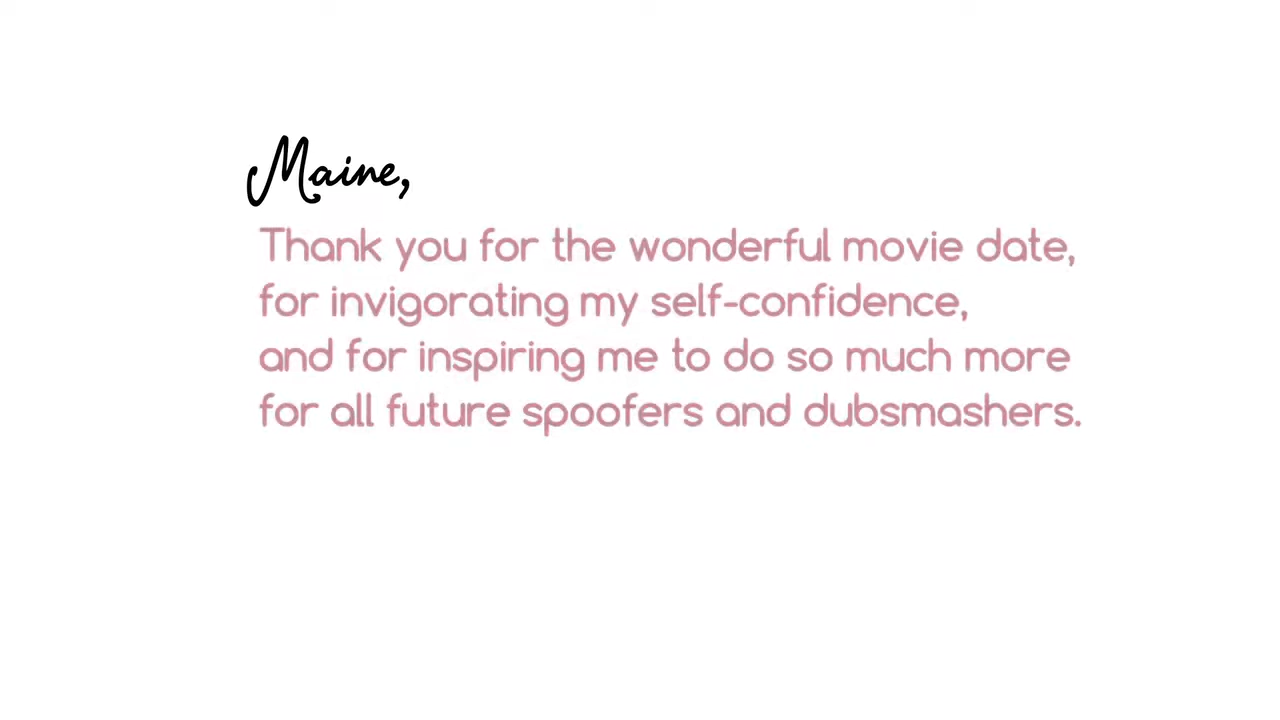 Maine,
Thank you for the wonderful movie date,
for invigorating my self-confidence,
and for inspiring me to do so much more
for all future spoofers and dubsmashers.